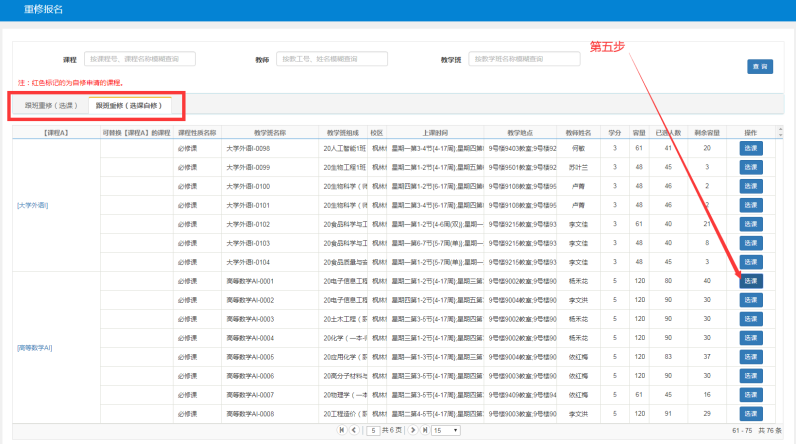 重修报名
第五步
课程 按课程号、课程名称模糊查询 教师 按教工号、姓名模糊查询 教学班 按教学班名称模糊查询 查 询
注：红色标记的为自修申请的课程。
跟班重修（选课） 跟班重修（选课自修）
【课程A】 可替换【课程A】的课程 课程性质名称 教学班名称 教学班组成 校区 上课时间 教学地点 教师姓名 学分 容量 已选人数 剩余容量 操作
必修课 大学外语I-0098 20人工智能1班 枫林 星期一第3-4节{4-17周};星期四第 9号楼9403教室;9号楼92 何敏 3 61 41 20 选课
必修课 大学外语I-0099 20生物工程1班 枫林 星期二第1-2节{4-17周};星期五第 9号楼9501教室;9号楼92 苏叶兰 3 48 45 3 选课
必修课 大学外语I-0100 20生物科学（师 枫林 星期二第1-2节{5-17周};星期四第 9号楼9108教室;9号楼95 卢菁 3 48 46 2 选课
[大学外语I]
必修课 大学外语I-0101 20生物科学（师 枫林 星期二第3-4节{6-17周};星期四第 9号楼9108教室;9号楼95 卢菁 3 48 46 2 选课
必修课 大学外语I-0102 20食品科学与工 枫林 星期一第1-2节{4-6周(双)};星期一 9号楼9215教室;9号楼93 李文佳 3 61 40 21 选课
必修课 大学外语I-0103 20食品科学与工 枫林 星期一第6-7节{5-7周(单)};星期一 9号楼9215教室;9号楼93 李文佳 3 48 40 8 选课
必修课 大学外语I-0104 20食品质量与安 枫林 星期一第1-2节{5-7周(单)};星期一 9号楼9215教室;9号楼93 李文佳 3 48 45 3 选课
必修课 高等数学AI-0001 20电子信息工程 枫林 星期二第1-2节{4-17周};星期三第 9号楼9002教室;9号楼90 杨禾花 5 120 80 40 选课
必修课 高等数学AI-0002 20电子信息工程 枫林 星期四第1-2节{4-17周};星期五第 9号楼9004教室;9号楼90 李文洪 5 120 90 30 选课
必修课 高等数学AI-0003 20土木工程（ 枫林 星期二第3-5节{4-17周};星期四第 9号楼9002教室;9号楼90 杨禾花 5 120 90 30 选课
必修课 高等数学AI-0004 20化学（一本 枫林 星期三第1-2节{4-17周};星期四第 9号楼9002教室;9号楼90 杨禾花 5 120 90 30 选课
[高等数学AI]
必修课 高等数学AI-0005 20应用化学（ 枫林 星期一第1-3节{4-17周};星期三第 9号楼9004教室;9号楼90 依红梅 5 120 83 37 选课
必修课 高等数学AI-0006 20高分子材料与 枫林 星期三第3-5节{4-17周};星期四第 9号楼9003教室;9号楼90 依红梅 5 120 90 30 选课
必修课 高等数学AI-0007 20物理学（一 枫林 星期二第3-5节{4-17周};星期四第 9号楼9409教室;9号楼94 依红梅 5 61 45 16 选课
必修课 高等数学AI-0008 20工程造价（ 枫林 星期二第4-5节{4-17周};星期四第 9号楼9003教室;9号楼90 李文洪 5 120 91 29 选课
5 共 6 页 15 61 - 75 共 76 条